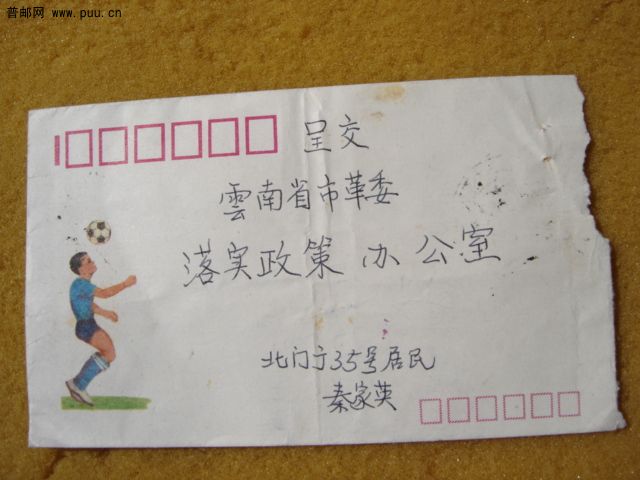 普邮网 www.puu.cn
呈交
雲南省市革委
落实政策办公室
北门方35号居民
秦家英